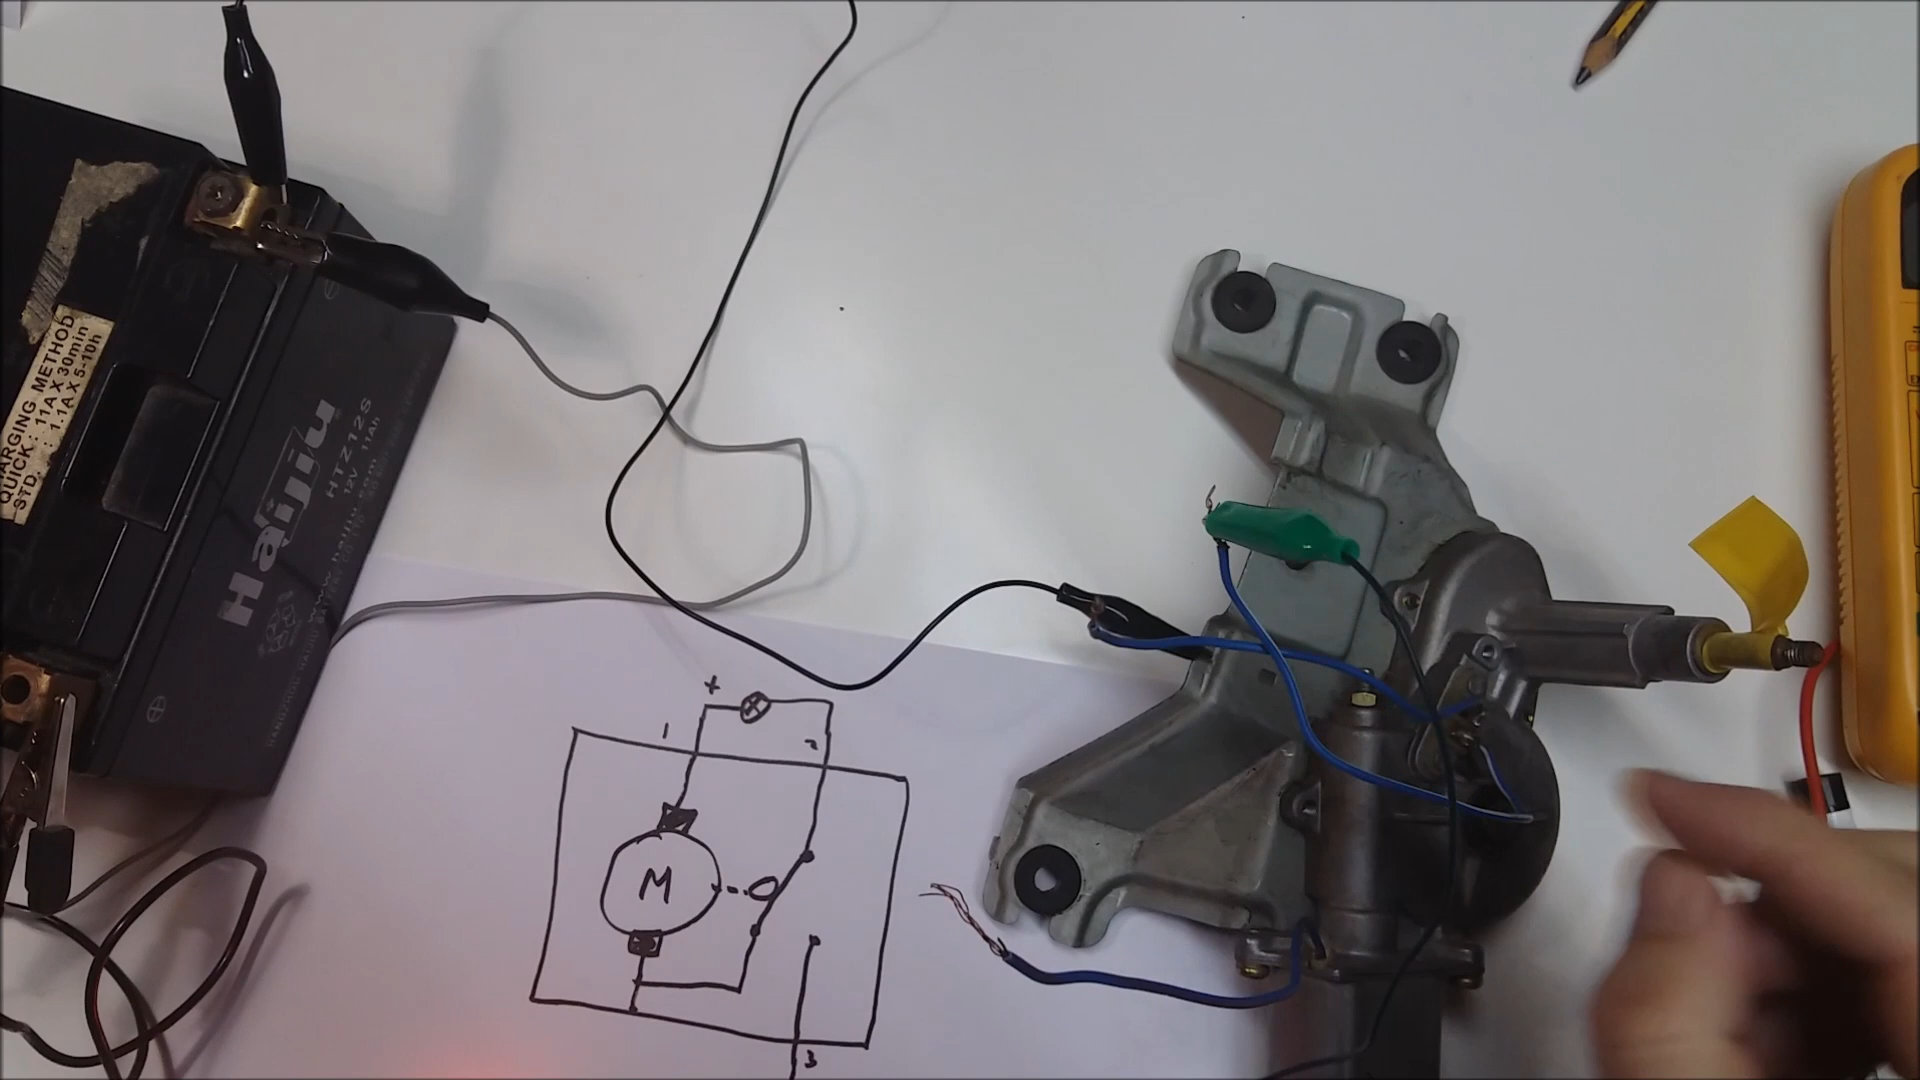 CHARGING METHOD
QUICK : 11A X 30min
STD. : 1.1A X 5-10h
Haijiu
HTZ12S
12V 11Ah
+
1
2
M
3